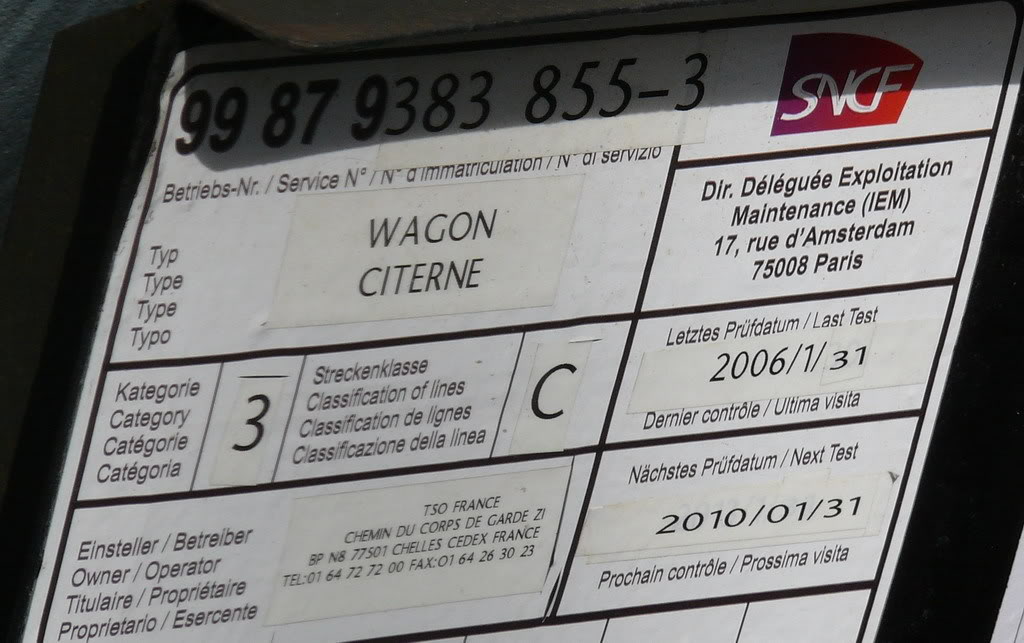 99 87 9383 855-3
SNCF
Betriebs-Nr. / Service N° / N° d'immatriculation / N° di servizio
Dir. Déléguée Exploitation
Maintenance (IEM)
17, rue d'Amsterdam
75008 Paris
Typ
Type
Type
Typo
WAGON
CITERNE
Letztes Prüfdatum / Last Test
2006/1/31
Dernier contrôle / Ultima visita
Kategorie
Category
Catégorie
Catégoria
3
Streckenklasse
Classification of lines
Classification de lignes
Classificazione della linea
C
Nächstes Prüfdatum / Next Test
2010/01/31
Prochain contrôle / Prossima visita
Einsteller / Betreiber
Owner / Operator
Titulaire / Propriétaire
Proprietario / Esercente
TSO FRANCE
CHEMIN DU CORPS DE GARDE ZI
BP N8 77501 CHELLES CEDEX FRANCE
TEL:01 64 72 72 00 FAX:01 64 26 30 23